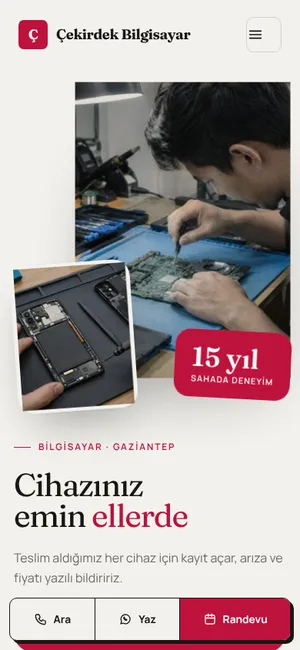 Ç
Çekirdek Bilgisayar
15 yıl
SAHADA DENEYİM
BİLGİSAYAR · GAZİANTEP
Cihazınız
emin ellerde
Teslim aldığımız her cihaz için kayıt açar, arıza ve
fiyatı yazılı bildiririz.
Ara
Yaz
Randevu